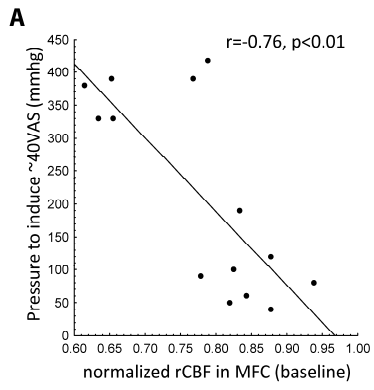 A
r=-0.76, p<0.01
Pressure to induce ~40VAS (mmhg)
450
400
350
300
250
200
150
100
50
0
0.60 0.65 0.70 0.75 0.80 0.85 0.90 0.95 1.00
normalized rCBF in MFC (baseline)